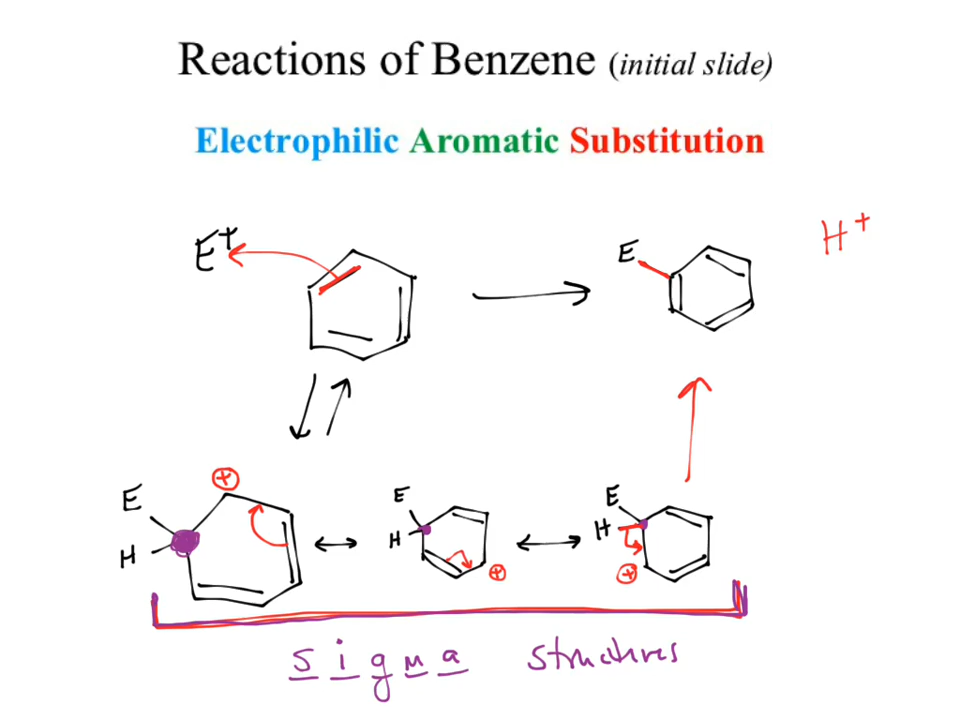 Reactions of Benzene (initial slide)
Electrophilic Aromatic Substitution
E+
E
H+
E
H
+
E
H
+
E
H
+
sigma structures